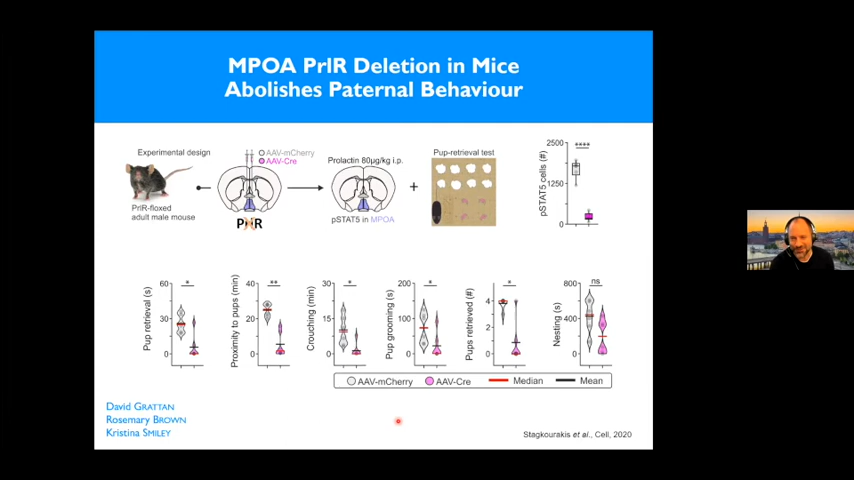 MPOA PrlR Deletion in Mice
Abolishes Paternal Behaviour
Experimental design
AAV-mCherry
AAV-Cre
PrlR-floxed
adult male mouse
PrlR
Prolactin 80µg/kg i.p.
pSTAT5 in MPOA
+
Pup-retrieval test
pSTAT5 cells (#)
2500
1250
0
****
Pup retrieval (s)
60
30
0
*
Proximity to pups (min)
40
20
0
**
Crouching (min)
30
15
0
*
Pup grooming (s)
200
100
0
*
Pups retrieved (#)
4
2
0
*
Nesting (s)
800
400
0
ns
AAV-mCherry AAV-Cre Median Mean
David GRATTAN
Rosemary BROWN
Kristina SMILEY
Stagkourakis et al., Cell, 2020